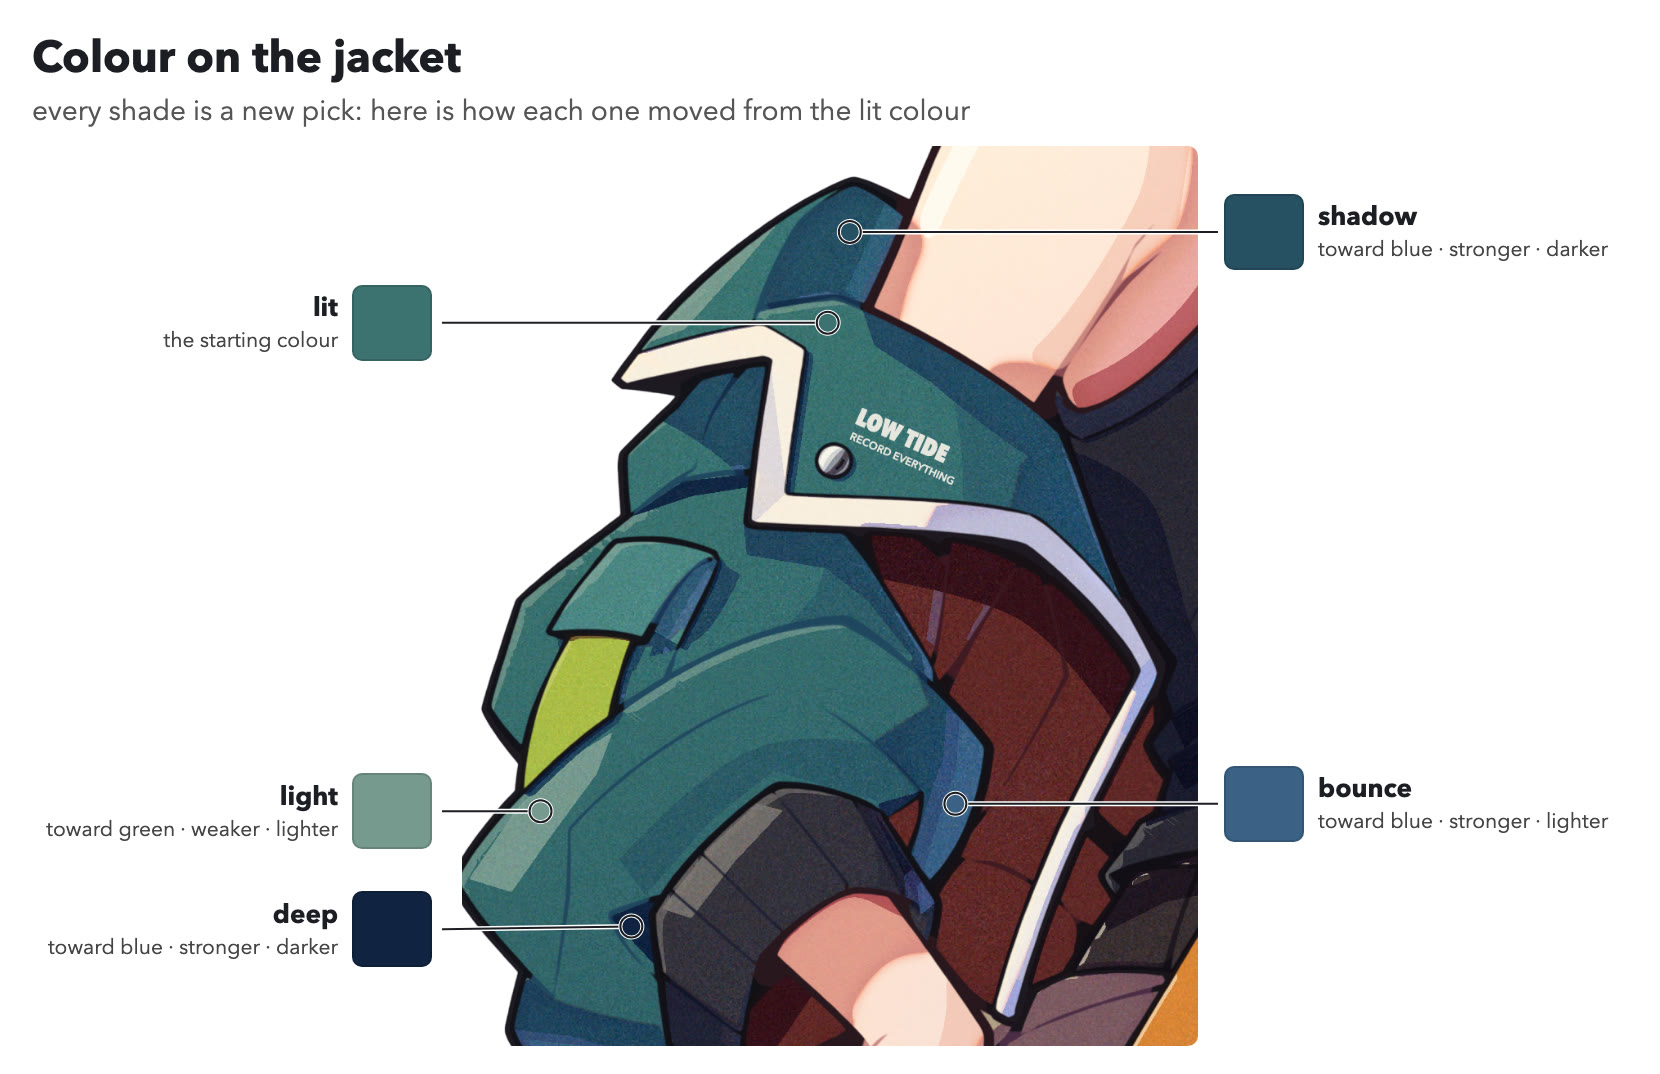 Colour on the jacket
every shade is a new pick: here is how each one moved from the lit colour
shadow
toward blue · stronger · darker
lit
the starting colour
LOW TIDE
RECORD EVERYTHING
light
toward green · weaker · lighter
bounce
toward blue · stronger · lighter
deep
toward blue · stronger · darker